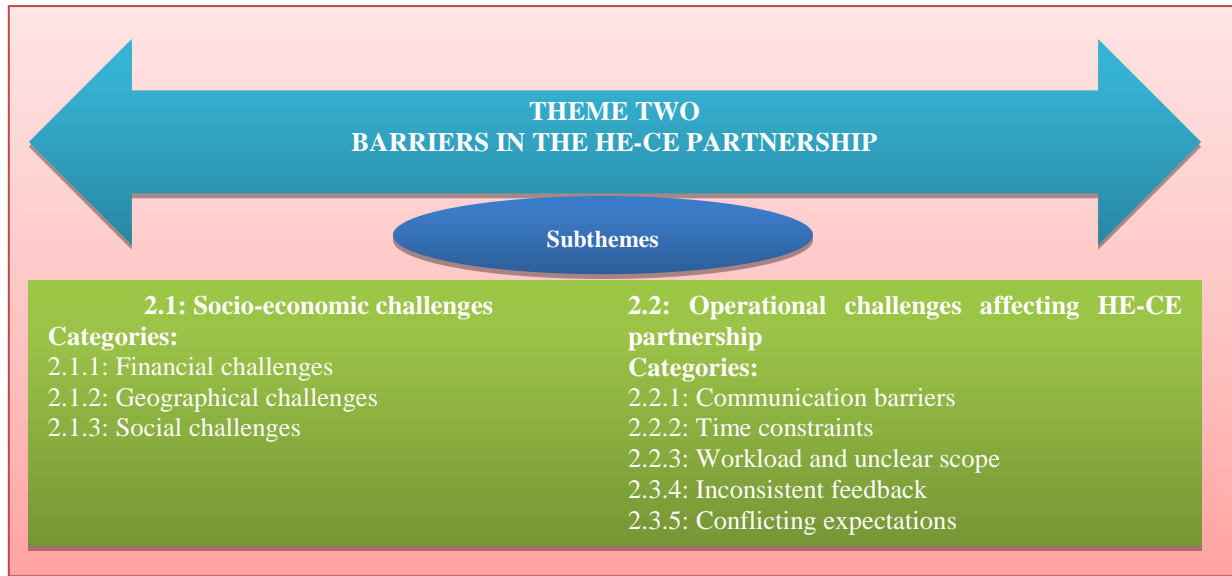 THEME TWO
BARRIERS IN THE HE-CE PARTNERSHIP
Subthemes
2.1: Socio-economic challenges
Categories:
2.1.1: Financial challenges
2.1.2: Geographical challenges
2.1.3: Social challenges
2.2: Operational challenges affecting HE-CE
partnership
Categories:
2.2.1: Communication barriers
2.2.2: Time constraints
2.2.3: Workload and unclear scope
2.3.4: Inconsistent feedback
2.3.5: Conflicting expectations